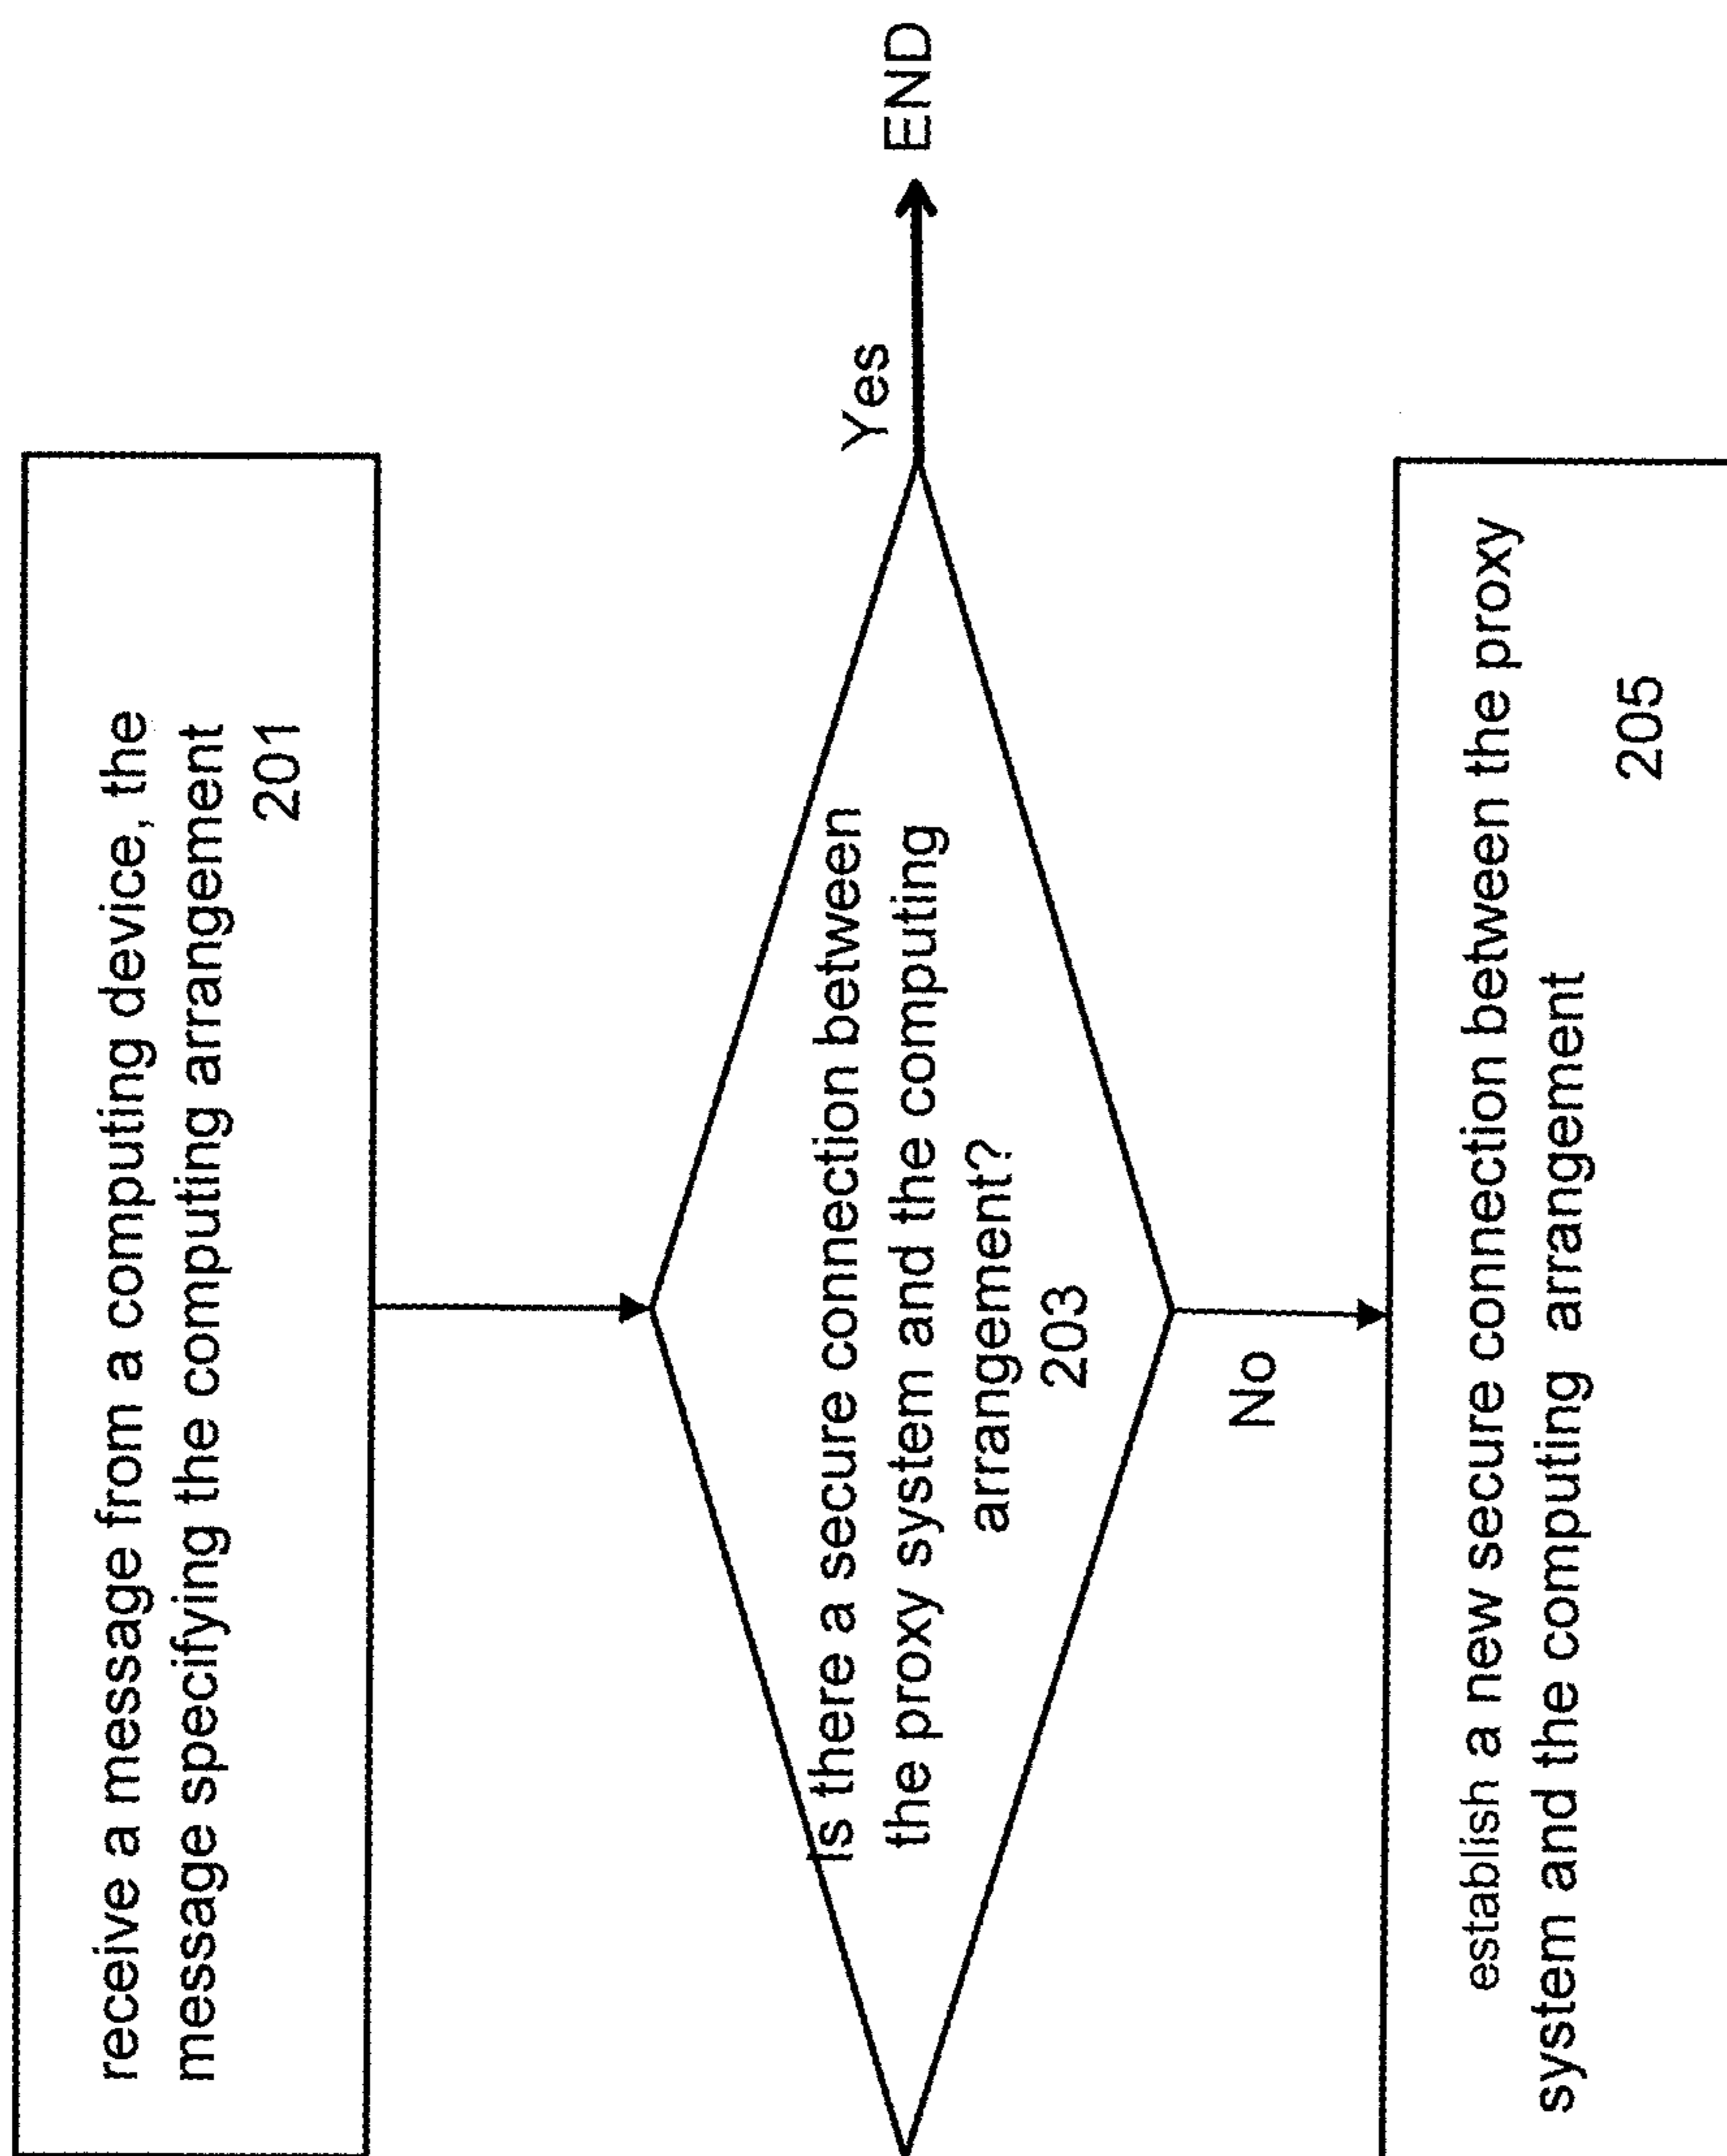 receive a message from a computing device, the
message specifying the computing arrangement
201
Is there a secure connection between
the proxy system and the computing
arrangement?
203
Yes
END
No
establish a new secure connection between the proxy
system and the computing arrangement
205